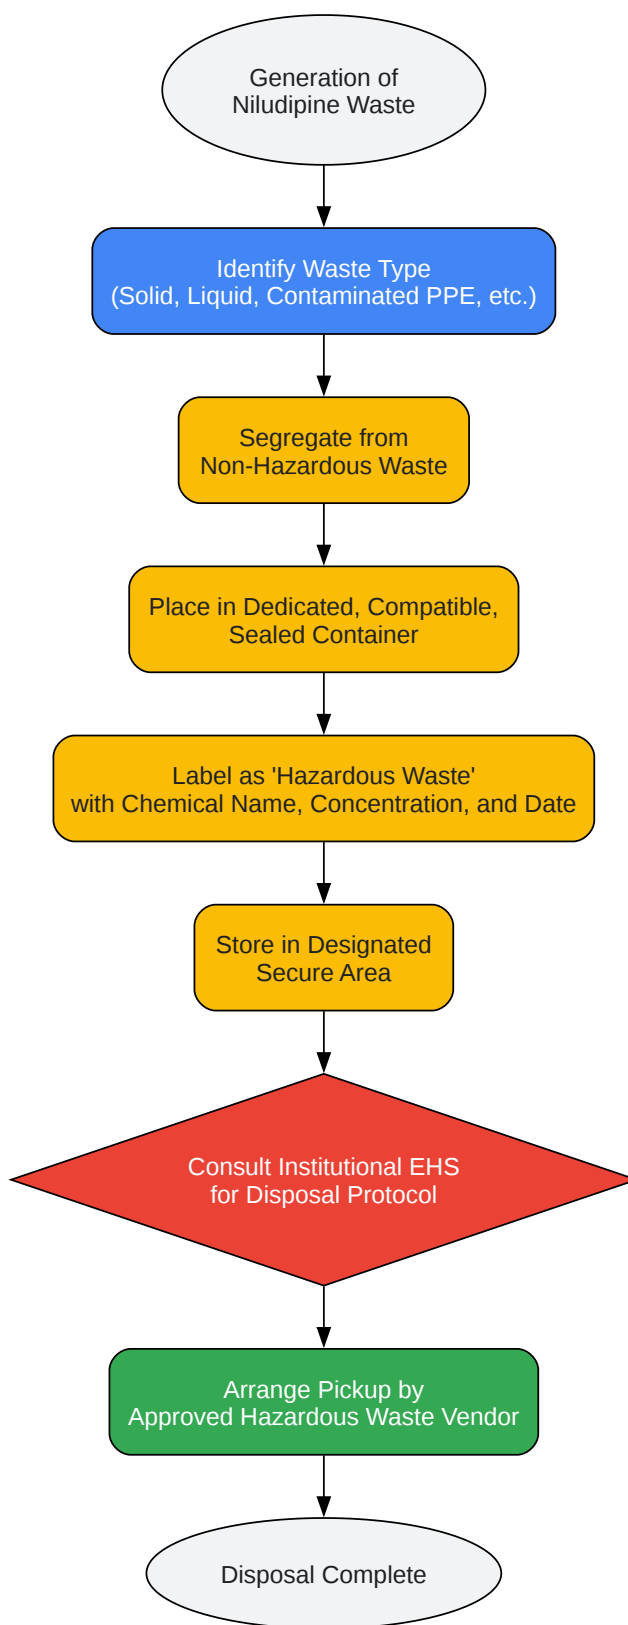 Generation of
Niludipine Waste
Identify Waste Type
(Solid, Liquid, Contaminated PPE, etc.)
Segregate from
Non-Hazardous Waste
Place in Dedicated, Compatible,
Sealed Container
Label as 'Hazardous Waste'
with Chemical Name, Concentration, and Date
Store in Designated
Secure Area
Consult Institutional EHS
for Disposal Protocol
Arrange Pickup by
Approved Hazardous Waste Vendor
Disposal Complete